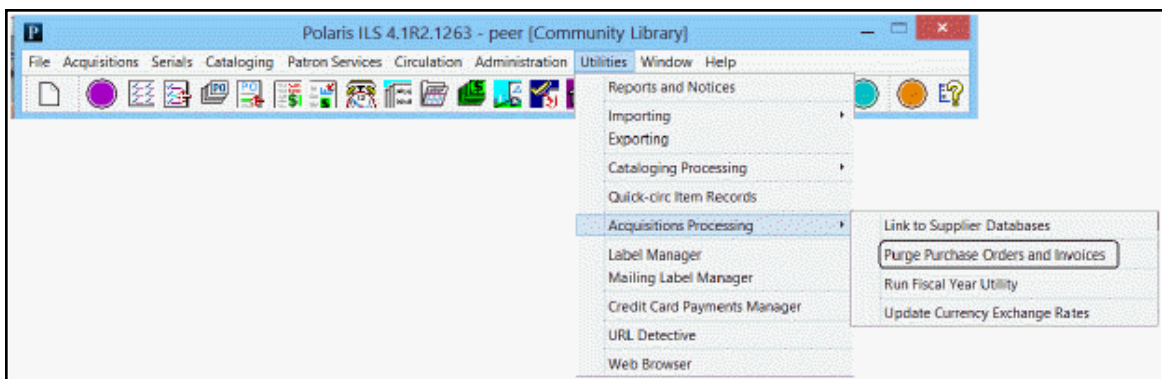 Polaris ILS 4.1R2.1263 - peer [Community Library]
File Acquisitions Serials Cataloging Patron Services Circulation Administration Utilities Window Help
Reports and Notices
Importing
Exporting
Cataloging Processing
Quick-circ Item Records
Acquisitions Processing
Link to Supplier Databases
Label Manager
Purge Purchase Orders and Invoices
Mailing Label Manager
Run Fiscal Year Utility
Credit Card Payments Manager
Update Currency Exchange Rates
URL Detective
Web Browser